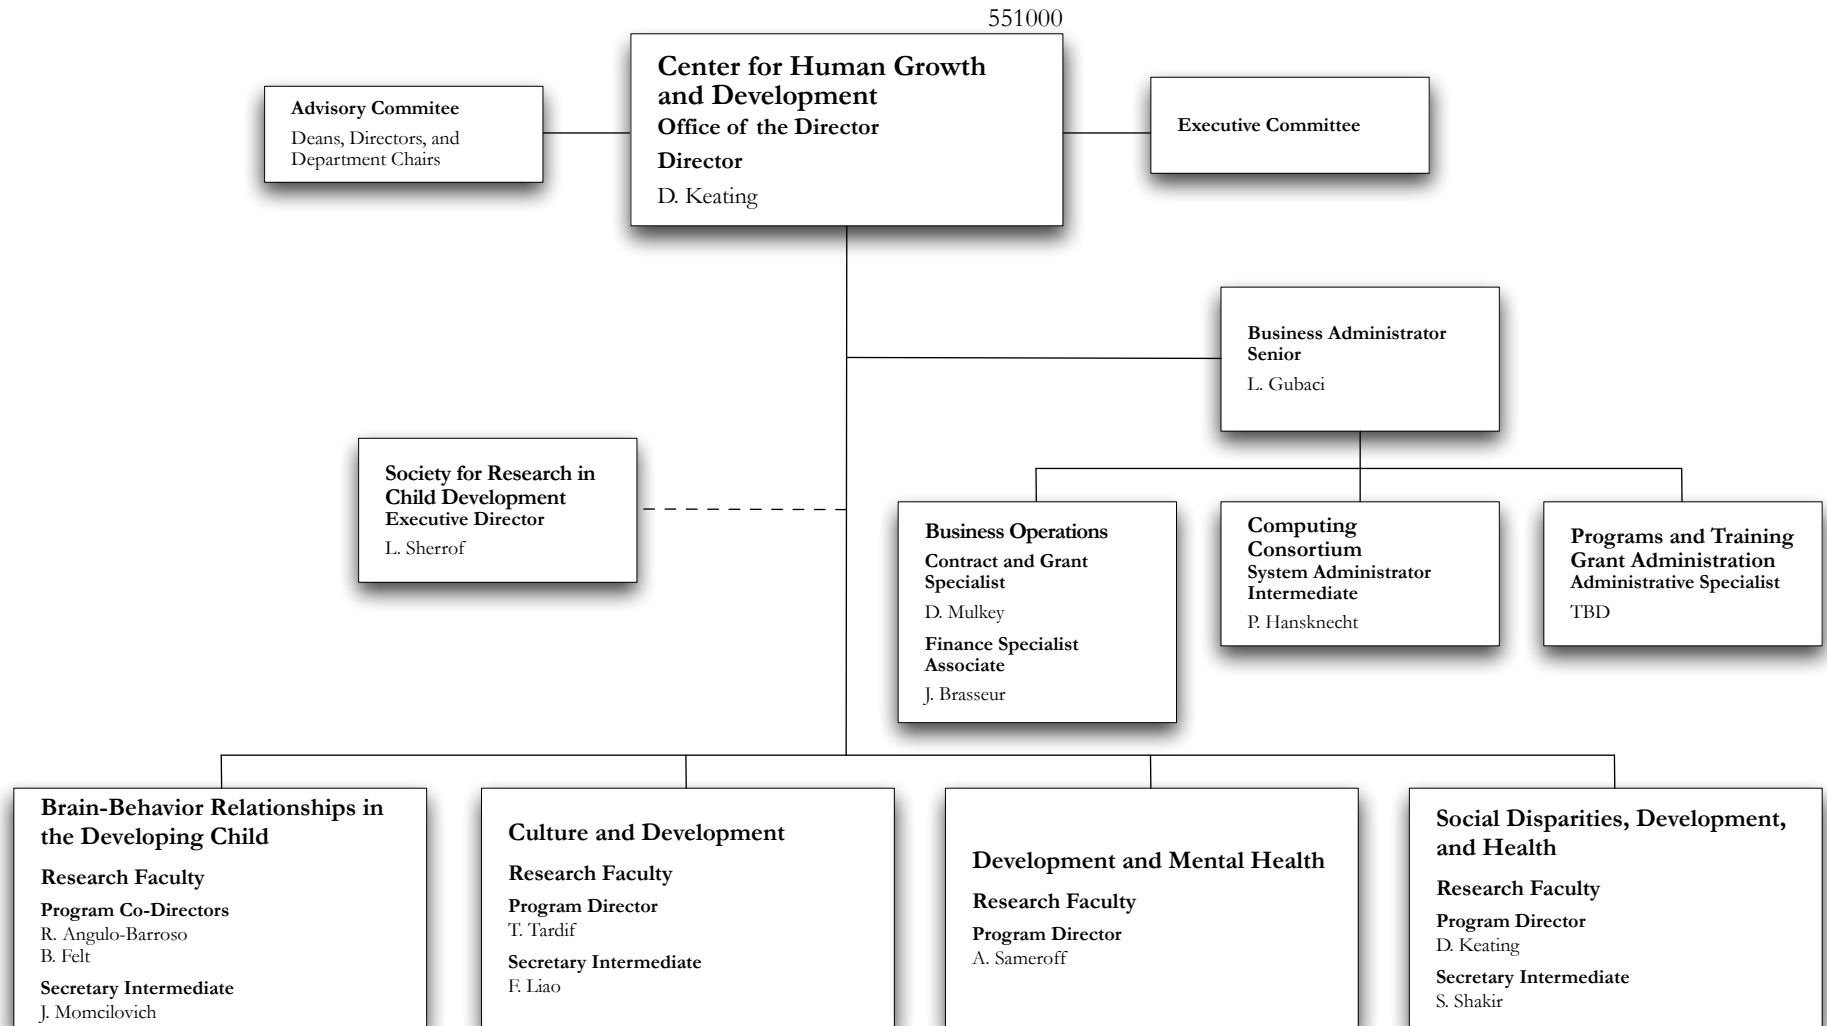 551000
Center for Human Growth
and Development
Office of the Director
Director
D. Keating
Advisory Commitee
Deans, Directors, and
Department Chairs
Executive Committee
Business Administrator
Senior
L. Gubaci
Society for Research in
Child Development
Executive Director
L. Sherrof
Business Operations
Contract and Grant
Specialist
D. Mulkey
Finance Specialist
Associate
J. Brasseur
Computing
Consortium
System Administrator
Intermediate
P. Hansknecht
Programs and Training
Grant Administration
Administrative Specialist
TBD
Brain-Behavior Relationships in
the Developing Child
Research Faculty
Program Co-Directors
R. Angulo-Barroso
B. Felt
Secretary Intermediate
J. Momcilovich
Culture and Development
Research Faculty
Program Director
T. Tardif
Secretary Intermediate
F. Liao
Development and Mental Health
Research Faculty
Program Director
A. Sameroff
Social Disparities, Development,
and Health
Research Faculty
Program Director
D. Keating
Secretary Intermediate
S. Shakir